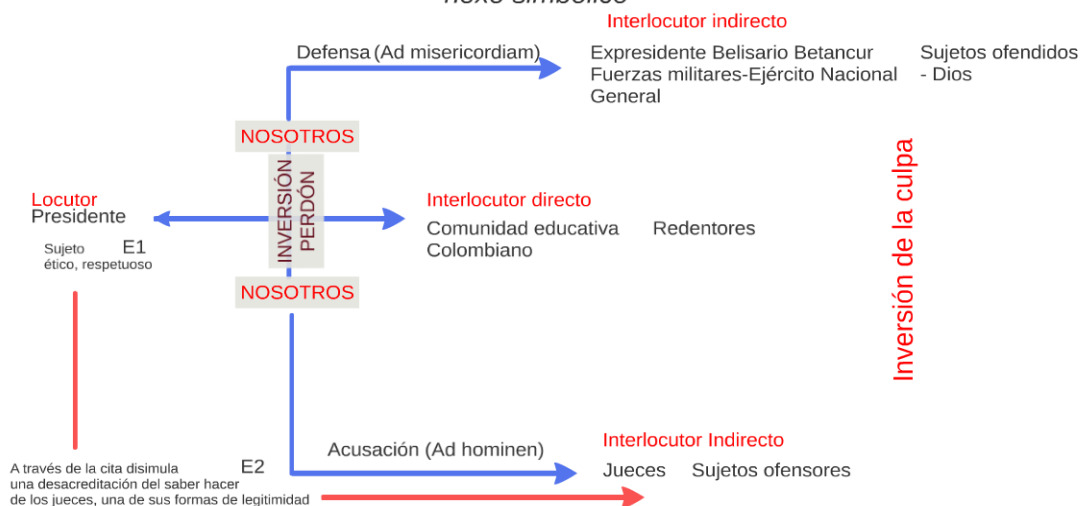 nexo simbólico
Interlocutor indirecto
Defensa (Ad misericordiam)
Expresidente Belisario Betancur
Fuerzas militares-Ejército Nacional
General
Sujetos ofendidos
- Dios
NOSOTROS
INVERSIÓN
PERDÓN
Locutor
Presidente
Sujeto E1
ético, respetuoso
Interlocutor directo
Comunidad educativa Redentores
Colombiano
NOSOTROS
Inversión de la culpa
Acusación (Ad hominen)
Interlocutor Indirecto
Jueces Sujetos ofensores
A través de la cita disimula E2
una desacreditación del saber hacer
de los jueces, una de sus formas de legitimidad